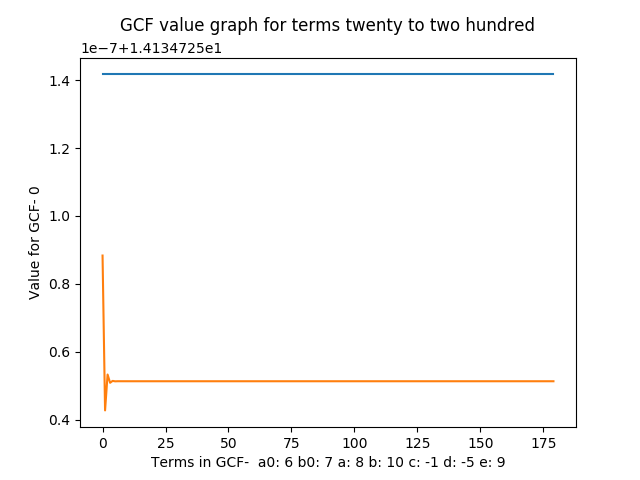 GCF value graph for terms twenty to two hundred
1e-7+1.4134725e1
1.4
1.2
1.0
0.8
0.6
0.4
Value for GCF- 0
0 25 50 75 100 125 150 175
Terms in GCF-  a0: 6 b0: 7 a: 8 b: 10 c: -1 d: -5 e: 9